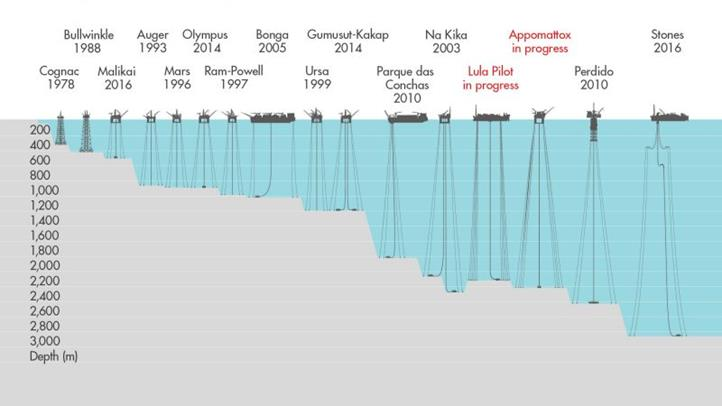 Bullwinkle
1988
Auger
1993
Olympus
2014
Bonga
2005
Gumusut-Kakap
2014
Na Kika
2003
Appomattox
in progress
Stones
2016
Cognac
1978
Malikai
2016
Mars
1996
Ram-Powell
1997
Ursa
1999
Parque das
Conchas
2010
Lula Pilot
in progress
Perdido
2010
200
400
600
800
1,000
1,200
1,400
1,600
1,800
2,000
2,200
2,400
2,600
2,800
3,000
Depth (m)